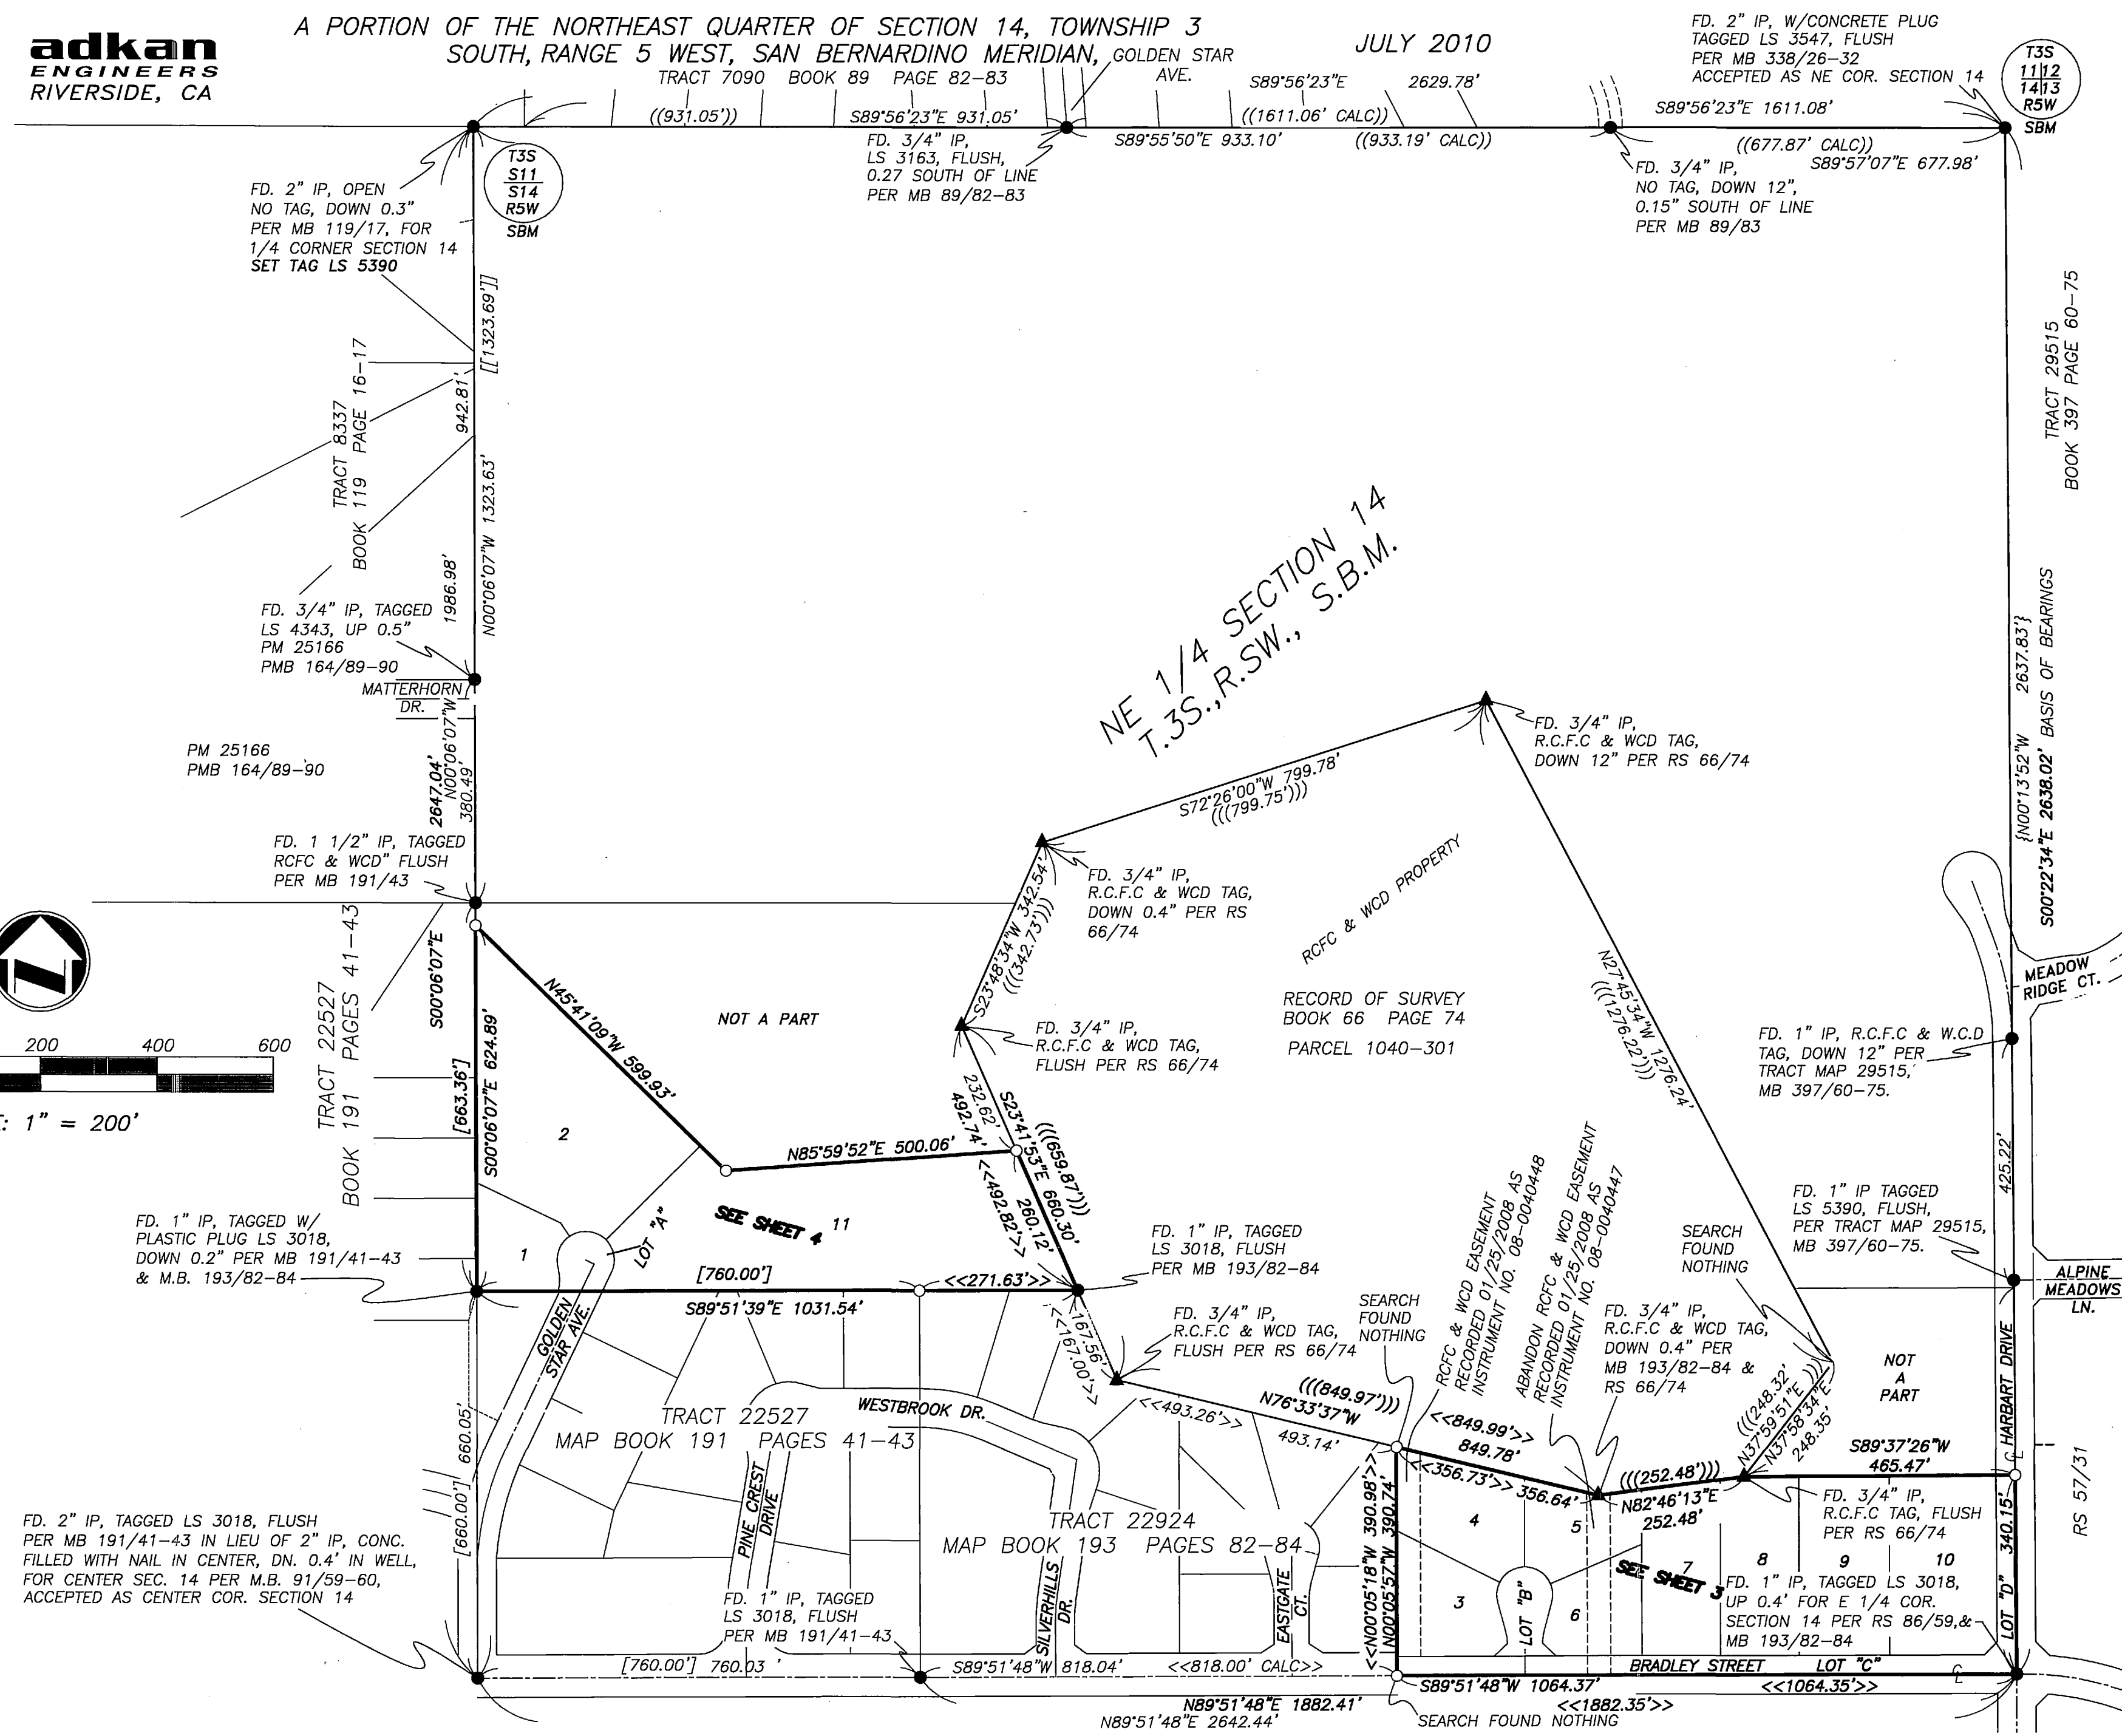 adkan
ENGINEERS
RIVERSIDE, CA
A PORTION OF THE NORTHEAST QUARTER OF SECTION 14, TOWNSHIP 3
SOUTH, RANGE 5 WEST, SAN BERNARDINO MERIDIAN,
JULY 2010
TRACT 7090 BOOK 89 PAGE 82-83
GOLDEN STAR
AVE.
S89°56'23"E 2629.78'
FD. 2" IP, W/CONCRETE PLUG
TAGGED LS 3547, FLUSH
PER MB 338/26-32
ACCEPTED AS NE COR. SECTION 14
T3S
11|12
14|13
R5W
SBM
((931.05'))
S89°56'23"E 931.05'
((1611.06' CALC))
S89°56'23"E 1611.08'
S89°55'50"E 933.10'
((933.19' CALC))
((677.87' CALC))
S89°57'07"E 677.98'
T3S
S11
S14
R5W
SBM
FD. 3/4" IP,
LS 3163, FLUSH,
0.27 SOUTH OF LINE
PER MB 89/82-83
FD. 3/4" IP,
NO TAG, DOWN 12",
0.15" SOUTH OF LINE
PER MB 89/83
FD. 2" IP, OPEN
NO TAG, DOWN 0.3"
PER MB 119/17, FOR
1/4 CORNER SECTION 14
SET TAG LS 5390
[[1323.69']]
942.81'
N00°06'07"W 1323.63'
1986.98'
TRACT 8337
BOOK 119 PAGE 16-17
TRACT 29515
BOOK 397 PAGE 60-75
FD. 3/4" IP, TAGGED
LS 4343, UP 0.5"
PM 25166
PMB 164/89-90
MATTERHORN
DR.
PM 25166
PMB 164/89-90
2647.04'
N00°06'07"W
380.49'
NE 1/4 SECTION 14
T.3S.,R.5W., S.B.M.
{N00°13'52"W 2637.83'}
S00°22'34"E 2638.02' BASIS OF BEARINGS
FD. 3/4" IP,
R.C.F.C & WCD TAG,
DOWN 12" PER RS 66/74
S72°26'00"W 799.78'
(((799.75')))
FD. 1 1/2" IP, TAGGED
RCFC & WCD" FLUSH
PER MB 191/43
FD. 3/4" IP,
R.C.F.C & WCD TAG,
DOWN 0.4" PER RS
66/74
S23°48'34"W 342.54'
(((342.73')))
RCFC & WCD PROPERTY
N27°45'34"W 1276.24'
(((1276.22')))
MEADOW
RIDGE CT.
S00°06'07"E
TRACT 22527
BOOK 191 PAGES 41-43
N45°41'09"W 599.93'
NOT A PART
RECORD OF SURVEY
BOOK 66 PAGE 74
PARCEL 1040-301
FD. 3/4" IP,
R.C.F.C & WCD TAG,
FLUSH PER RS 66/74
FD. 1" IP, R.C.F.C & W.C.D
TAG, DOWN 12" PER
TRACT MAP 29515,
MB 397/60-75.
200 400 600
: 1" = 200'
[663.36']
S00°06'07"E 624.89'
2
232.62'
492.74'
S23°41'53"E 660.30'
(((659.87')))
<<492.82'>>
260.12'
N85°59'52"E 500.06'
SEE SHEET 4
11
LOT "A"
1
RCFC & WCD EASEMENT
RECORDED 01/25/2008 AS
INSTRUMENT NO. 08-0040448
ABANDON RCFC & WCD EASEMENT
RECORDED 01/25/2008 AS
INSTRUMENT NO. 08-0040447
425.22'
FD. 1" IP TAGGED
LS 5390, FLUSH,
PER TRACT MAP 29515,
MB 397/60-75.
SEARCH
FOUND
NOTHING
FD. 1" IP, TAGGED W/
PLASTIC PLUG LS 3018,
DOWN 0.2" PER MB 191/41-43
& M.B. 193/82-84
FD. 1" IP, TAGGED
LS 3018, FLUSH
PER MB 193/82-84
[760.00']
<<271.63'>>
S89°51'39"E 1031.54'
GOLDEN
STAR AVE.
ALPINE
MEADOWS
LN.
FD. 3/4" IP,
R.C.F.C & WCD TAG,
FLUSH PER RS 66/74
SEARCH
FOUND
NOTHING
FD. 3/4" IP,
R.C.F.C & WCD TAG,
DOWN 0.4" PER
MB 193/82-84 &
RS 66/74
NOT
A
PART
HARBART DRIVE
167.56'
<<167.00'>>
(((849.97')))
N76°33'37"W
<<493.26'>>
493.14'
<<849.99'>>
849.78'
<<356.73'>> 356.64'
(((248.32')))
N37°59'51"E
N37°58'34"E
248.35'
S89°37'26"W
465.47'
660.05'
[660.00']
TRACT 22527
MAP BOOK 191 PAGES 41-43
WESTBROOK DR.
PINE CREST
DRIVE
(((252.48')))
N82°46'13"E
252.48'
FD. 3/4" IP,
R.C.F.C TAG, FLUSH
PER RS 66/74
RS 57/31
<<N00°05'18"W 390.98'>>
N00°05'57"W 390.74'
FD. 2" IP, TAGGED LS 3018, FLUSH
PER MB 191/41-43 IN LIEU OF 2" IP, CONC.
FILLED WITH NAIL IN CENTER, DN. 0.4' IN WELL,
FOR CENTER SEC. 14 PER M.B. 91/59-60,
ACCEPTED AS CENTER COR. SECTION 14
TRACT 22924
MAP BOOK 193 PAGES 82-84
SILVERHILLS
DR.
EASTGATE
CT.
4
5
3
6
7
8
9
10
SEE SHEET 3
LOT "B"
LOT "D"
340.15'
FD. 1" IP, TAGGED LS 3018,
UP 0.4' FOR E 1/4 COR.
SECTION 14 PER RS 86/59,&
MB 193/82-84
FD. 1" IP, TAGGED
LS 3018, FLUSH
PER MB 191/41-43
[760.00'] 760.03 '
S89°51'48"W 818.04'
<<818.00' CALC>>
BRADLEY STREET LOT "C"
S89°51'48"W 1064.37'
<<1064.35'>>
N89°51'48"E 1882.41'
<<1882.35'>>
N89°51'48"E 2642.44'
SEARCH FOUND NOTHING